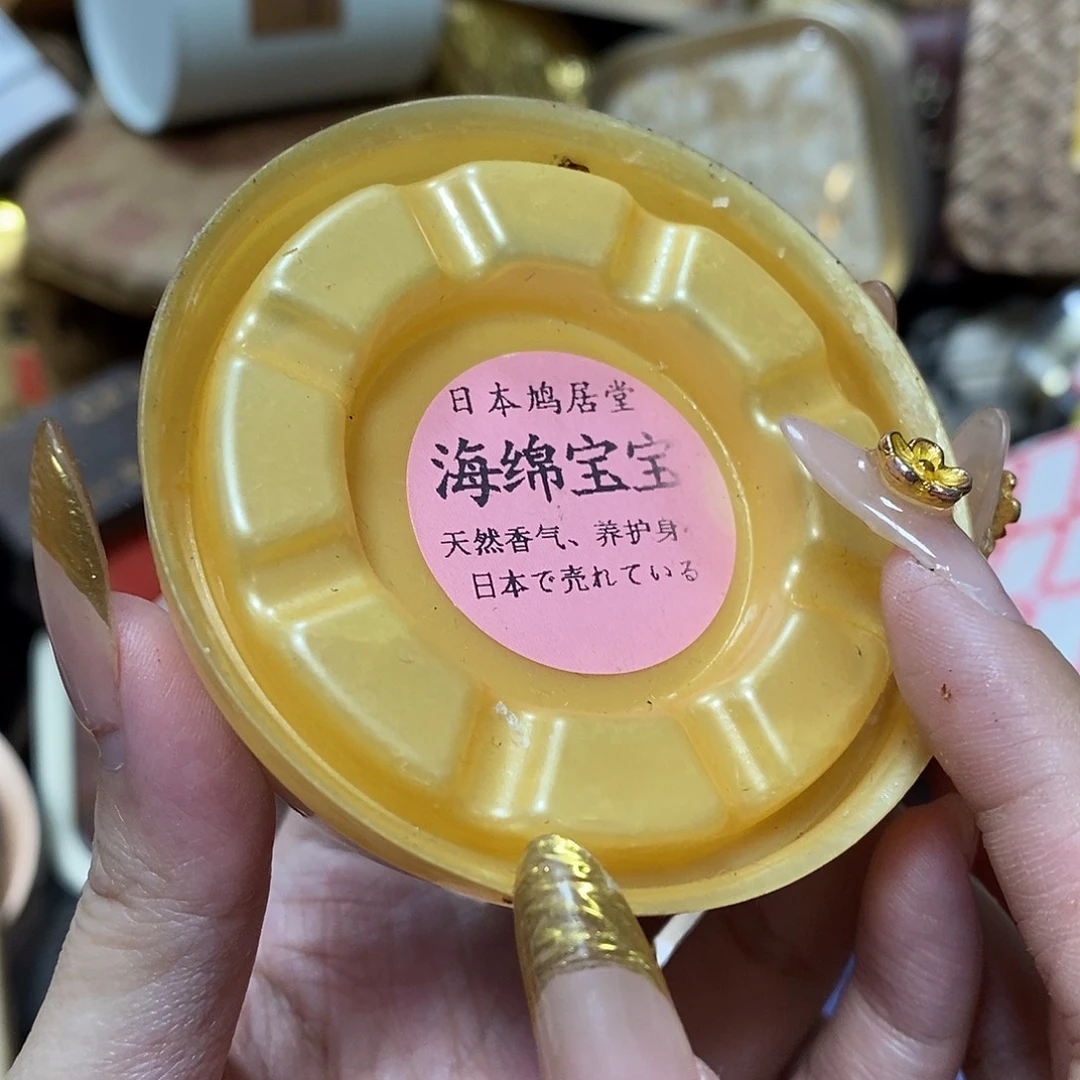 日本鸠居堂
海绵宝宝
天然香气、养护身
日本で売れている